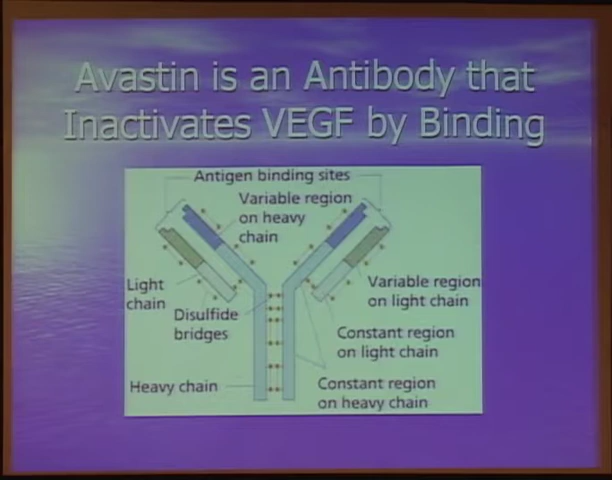 Avastin is an Antibody that
Inactivates VEGF by Binding
Antigen binding sites
Variable region
on heavy
chain
Light
chain
Disulfide
bridges
Variable region
on light chain
Constant region
on light chain
Heavy chain
Constant region
on heavy chain